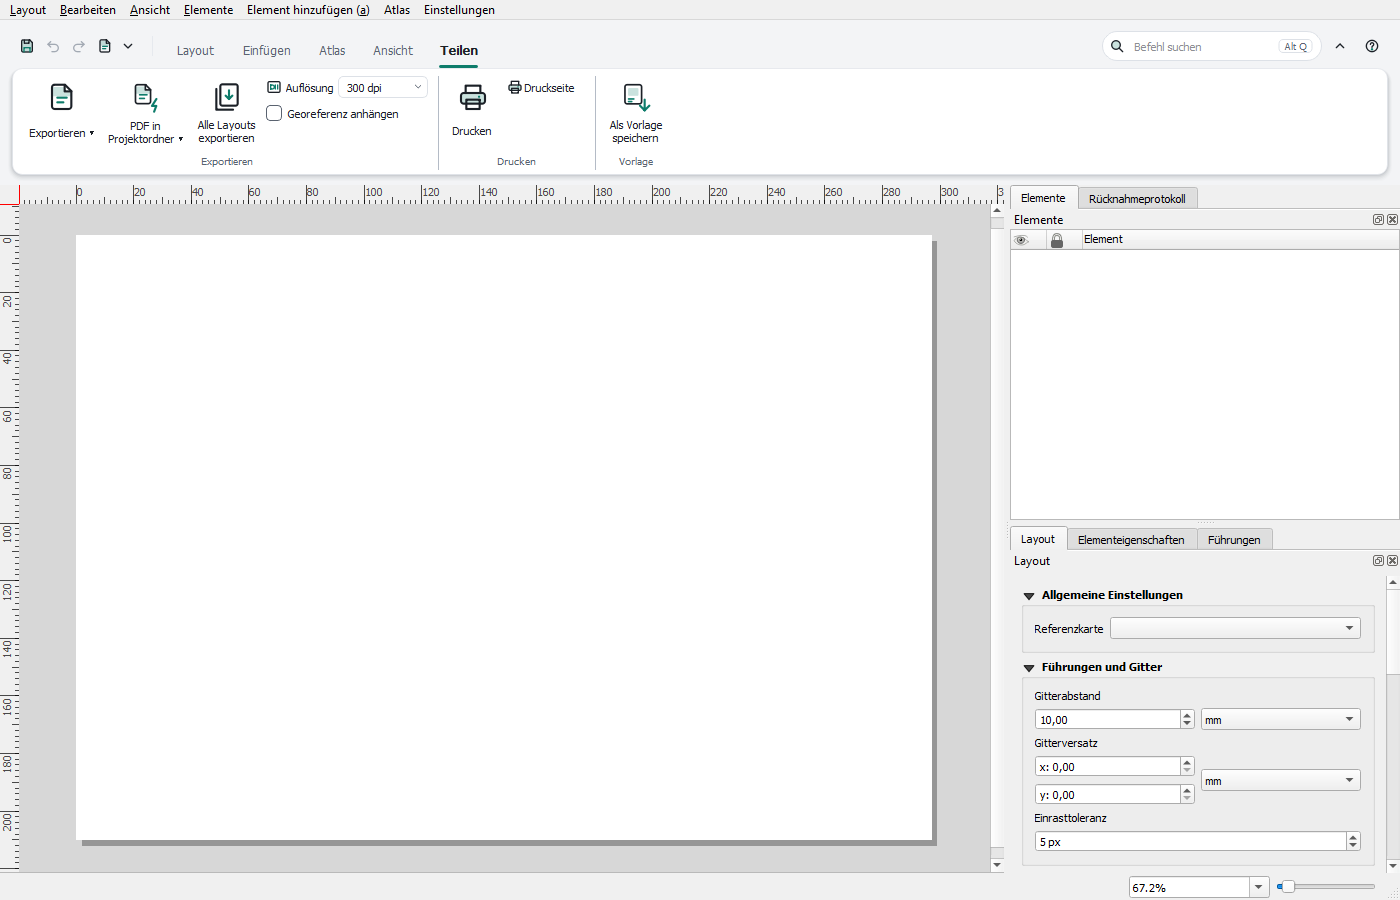 Layout Bearbeiten Ansicht Elemente Element hinzufügen (a) Atlas Einstellungen
Layout Einfügen Atlas Ansicht Teilen
Befehl suchen Alt Q
Exportieren
PDF in
Projektordner
Alle Layouts
exportieren
Auflösung 300 dpi
Georeferenz anhängen
Exportieren
Drucken
Druckseite
Drucken
Als Vorlage
speichern
Vorlage
0 20 40 60 80 100 120 140 160 180 200 220 240 260 280 300 3
0
20
40
60
80
100
120
140
160
180
200
Elemente Rücknahmeprotokoll
Elemente
Element
Layout Elementeigenschaften Führungen
Layout
Allgemeine Einstellungen
Referenzkarte
Führungen und Gitter
Gitterabstand
10,00 mm
Gitterversatz
x: 0,00
mm
y: 0,00
Einrasttoleranz
5 px
67.2%